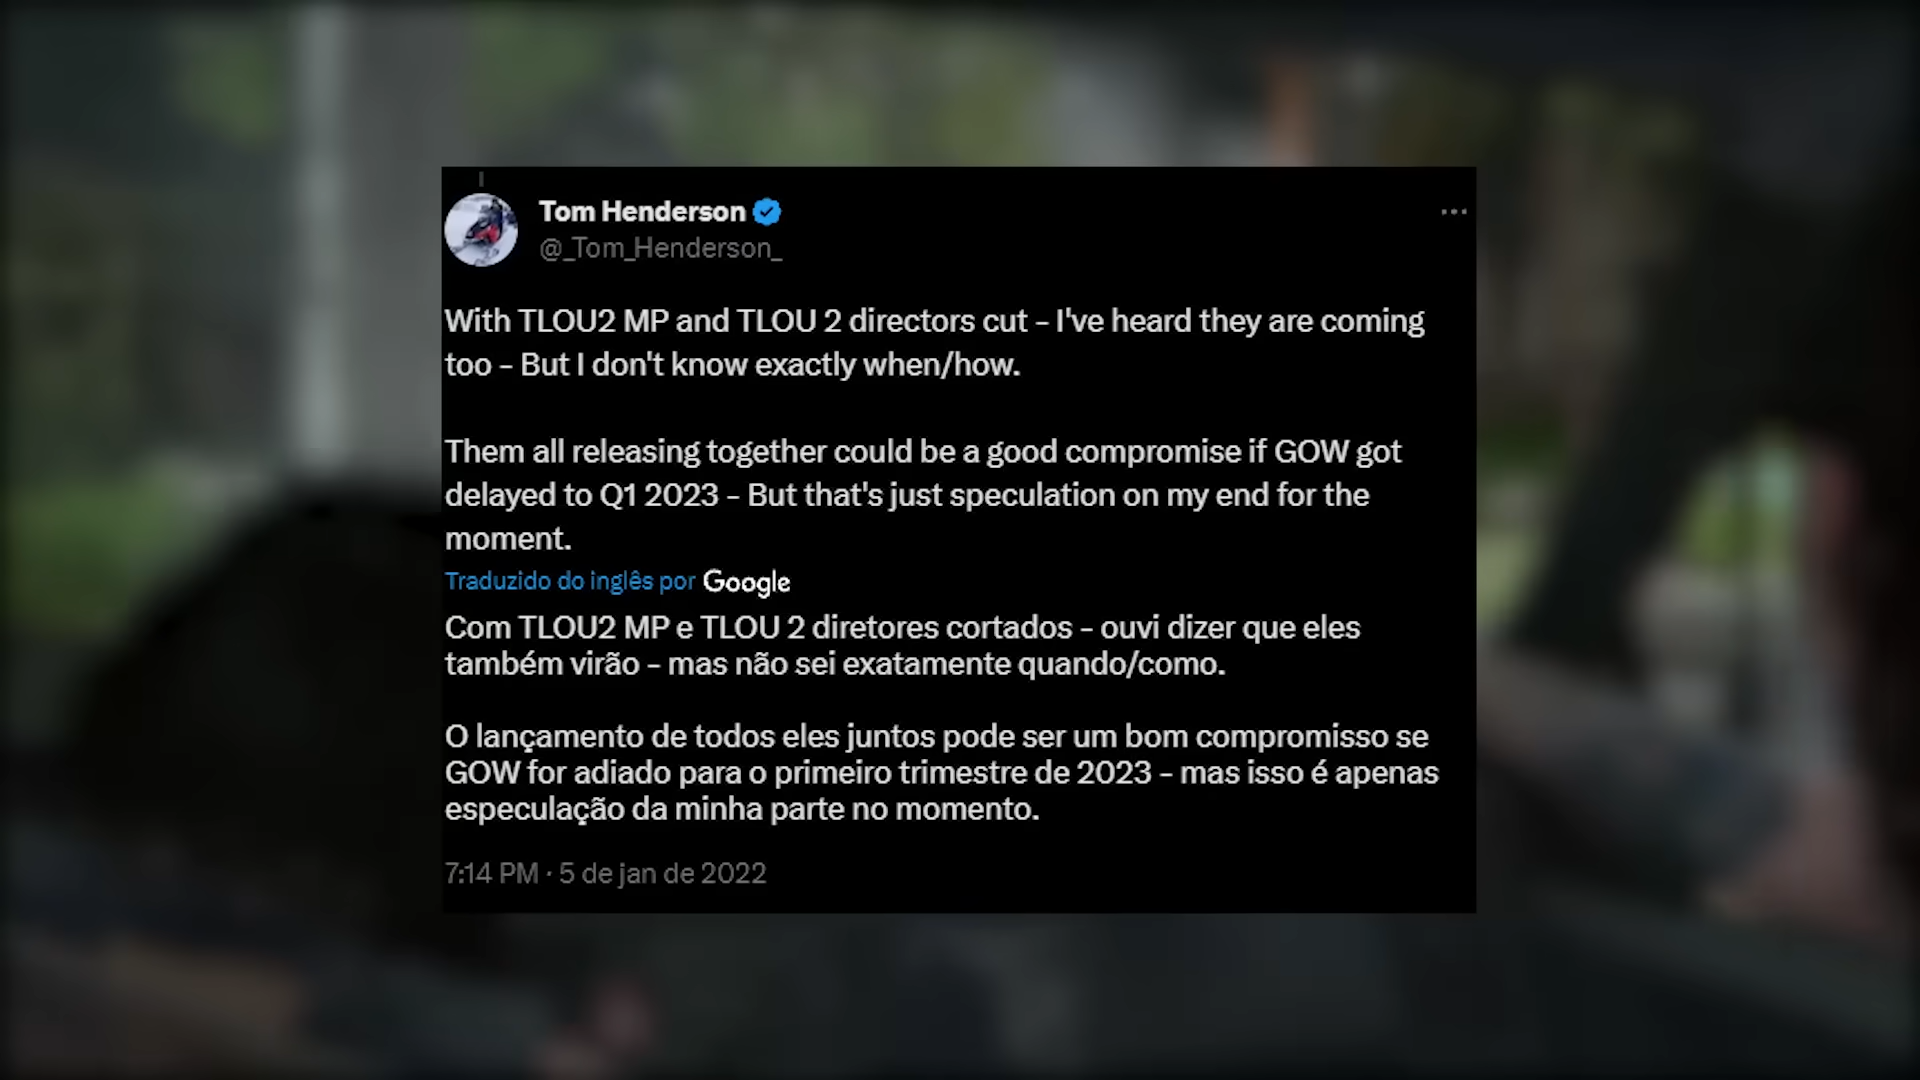 Tom Henderson
@_Tom_Henderson_
With TLOU2 MP and TLOU 2 directors cut - I've heard they are coming
too - But I don't know exactly when/how.
Them all releasing together could be a good compromise if GOW got
delayed to Q1 2023 - But that's just speculation on my end for the
moment.
Traduzido do inglês por Google
Com TLOU2 MP e TLOU 2 diretores cortados - ouvi dizer que eles
também virão - mas não sei exatamente quando/como.
O lançamento de todos eles juntos pode ser um bom compromisso se
GOW for adiado para o primeiro trimestre de 2023 - mas isso é apenas
especulação da minha parte no momento.
7:14 PM · 5 de jan de 2022